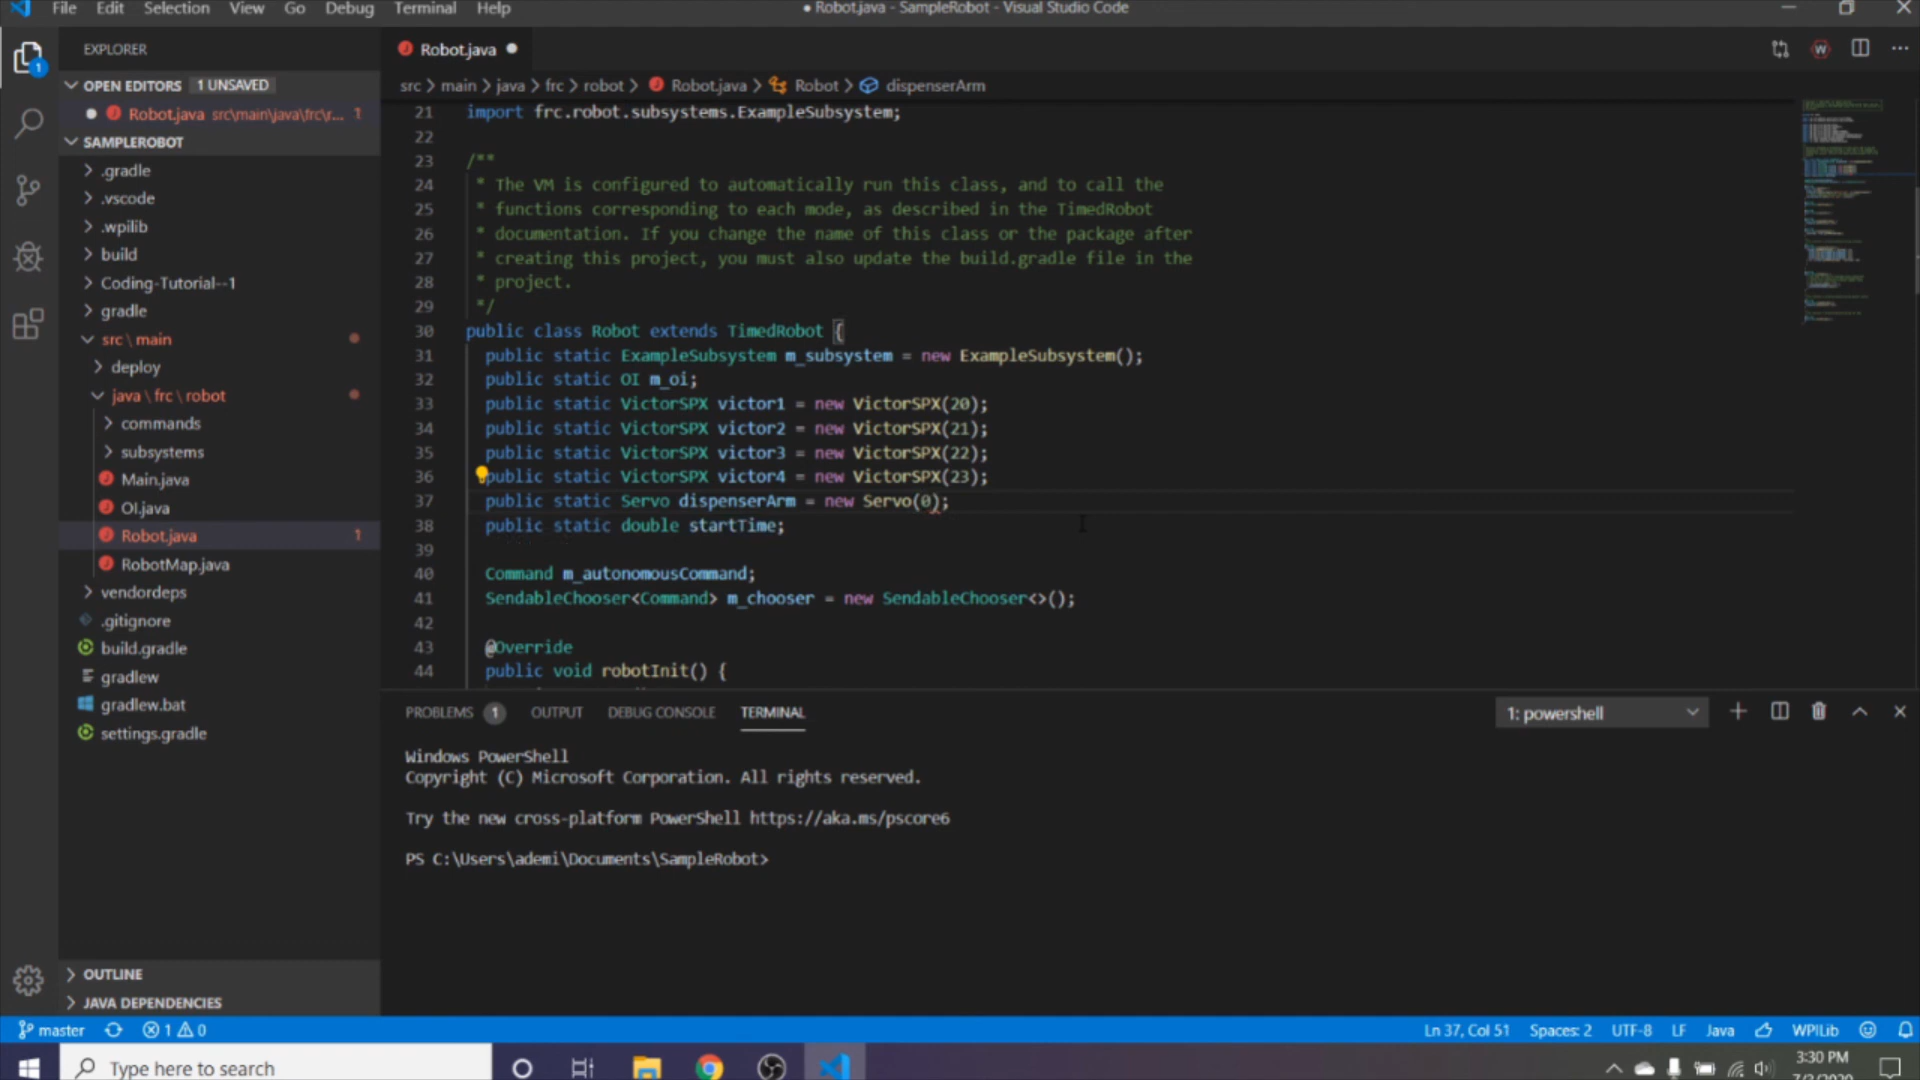 File Edit Selection View Go Debug Terminal Help
● Robot.java - SampleRobot - Visual Studio Code
EXPLORER
OPEN EDITORS 1 UNSAVED
Robot.java src\main\java\frc\r... 1
SAMPLEROBOT
.gradle
.vscode
.wpilib
build
Coding-Tutorial--1
gradle
src \ main
deploy
java \ frc \ robot
commands
subsystems
Main.java
OI.java
Robot.java 1
RobotMap.java
vendordeps
.gitignore
build.gradle
gradlew
gradlew.bat
settings.gradle
OUTLINE
JAVA DEPENDENCIES
1
Robot.java
src > main > java > frc > robot > Robot.java > Robot > dispenserArm
21 import frc.robot.subsystems.ExampleSubsystem;
22
23 /**
24 * The VM is configured to automatically run this class, and to call the
25 * functions corresponding to each mode, as described in the TimedRobot
26 * documentation. If you change the name of this class or the package after
27 * creating this project, you must also update the build.gradle file in the
28 * project.
29 */
30 public class Robot extends TimedRobot {
31 public static ExampleSubsystem m_subsystem = new ExampleSubsystem();
32 public static OI m_oi;
33 public static VictorSPX victor1 = new VictorSPX(20);
34 public static VictorSPX victor2 = new VictorSPX(21);
35 public static VictorSPX victor3 = new VictorSPX(22);
36 public static VictorSPX victor4 = new VictorSPX(23);
37 public static Servo dispenserArm = new Servo(0);
38 public static double startTime;
39
40 Command m_autonomousCommand;
41 SendableChooser<Command> m_chooser = new SendableChooser<>();
42
43 @Override
44 public void robotInit() {
PROBLEMS 1 OUTPUT DEBUG CONSOLE TERMINAL
1: powershell
Windows PowerShell
Copyright (C) Microsoft Corporation. All rights reserved.
Try the new cross-platform PowerShell https://aka.ms/pscore6
PS C:\Users\ademi\Documents\SampleRobot>
master 1 0
Ln 37, Col 51 Spaces: 2 UTF-8 LF Java WPILib
Type here to search
3:30 PM